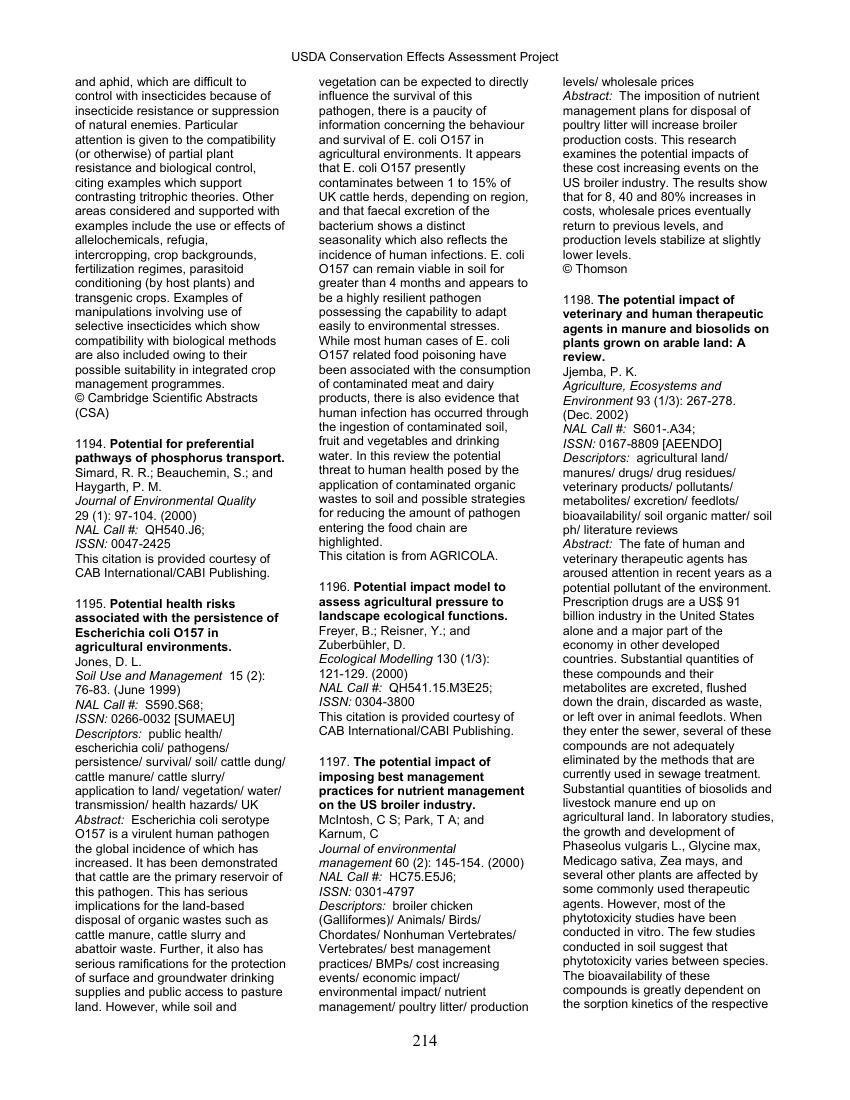 USDA Conservation Effects Assessment Project
and aphid, which are difficult to
control with insecticides because of
insecticide resistance or suppression
of natural enemies. Particular
attention is given to the compatibility
(or otherwise) of partial plant
resistance and biological control,
citing examples which support
contrasting tritrophic theories. Other
areas considered and supported with
examples include the use or effects of
allelochemicals, refugia,
intercropping, crop backgrounds,
fertilization regimes, parasitoid
conditioning (by host plants) and
transgenic crops. Examples of
manipulations involving use of
selective insecticides which show
compatibility with biological methods
are also included owing to their
possible suitability in integrated crop
management programmes.
© Cambridge Scientific Abstracts
(CSA)
1194. Potential for preferential
pathways of phosphorus transport.
Simard, R. R.; Beauchemin, S.; and
Haygarth, P. M.
Journal of Environmental Quality
29 (1): 97-104. (2000)
NAL Call #: QH540.J6;
ISSN: 0047-2425
This citation is provided courtesy of
CAB International/CABI Publishing.
1195. Potential health risks
associated with the persistence of
Escherichia coli O157 in
agricultural environments.
Jones, D. L.
Soil Use and Management 15 (2):
76-83. (June 1999)
NAL Call #: S590.S68;
ISSN: 0266-0032 [SUMAEU]
Descriptors: public health/
escherichia coli/ pathogens/
persistence/ survival/ soil/ cattle dung/
cattle manure/ cattle slurry/
application to land/ vegetation/ water/
transmission/ health hazards/ UK
Abstract: Escherichia coli serotype
O157 is a virulent human pathogen
the global incidence of which has
increased. It has been demonstrated
that cattle are the primary reservoir of
this pathogen. This has serious
implications for the land-based
disposal of organic wastes such as
cattle manure, cattle slurry and
abattoir waste. Further, it also has
serious ramifications for the protection
of surface and groundwater drinking
supplies and public access to pasture
land. However, while soil and
vegetation can be expected to directly
influence the survival of this
pathogen, there is a paucity of
information concerning the behaviour
and survival of E. coli O157 in
agricultural environments. It appears
that E. coli O157 presently
contaminates between 1 to 15% of
UK cattle herds, depending on region,
and that faecal excretion of the
bacterium shows a distinct
seasonality which also reflects the
incidence of human infections. E. coli
O157 can remain viable in soil for
greater than 4 months and appears to
be a highly resilient pathogen
possessing the capability to adapt
easily to environmental stresses.
While most human cases of E. coli
O157 related food poisoning have
been associated with the consumption
of contaminated meat and dairy
products, there is also evidence that
human infection has occurred through
the ingestion of contaminated soil,
fruit and vegetables and drinking
water. In this review the potential
threat to human health posed by the
application of contaminated organic
wastes to soil and possible strategies
for reducing the amount of pathogen
entering the food chain are
highlighted.
This citation is from AGRICOLA.
1196. Potential impact model to
assess agricultural pressure to
landscape ecological functions.
Freyer, B.; Reisner, Y.; and
Zuberbühler, D.
Ecological Modelling 130 (1/3):
121-129. (2000)
NAL Call #: QH541.15.M3E25;
ISSN: 0304-3800
This citation is provided courtesy of
CAB International/CABI Publishing.
1197. The potential impact of
imposing best management
practices for nutrient management
on the US broiler industry.
McIntosh, C S; Park, T A; and
Karnum, C
Journal of environmental
management 60 (2): 145-154. (2000)
NAL Call #: HC75.E5J6;
ISSN: 0301-4797
Descriptors: broiler chicken
(Galliformes)/ Animals/ Birds/
Chordates/ Nonhuman Vertebrates/
Vertebrates/ best management
practices/ BMPs/ cost increasing
events/ economic impact/
environmental impact/ nutrient
management/ poultry litter/ production
levels/ wholesale prices
Abstract: The imposition of nutrient
management plans for disposal of
poultry litter will increase broiler
production costs. This research
examines the potential impacts of
these cost increasing events on the
US broiler industry. The results show
that for 8, 40 and 80% increases in
costs, wholesale prices eventually
return to previous levels, and
production levels stabilize at slightly
lower levels.
© Thomson
1198. The potential impact of
veterinary and human therapeutic
agents in manure and biosolids on
plants grown on arable land: A
review.
Jjemba, P. K.
Agriculture, Ecosystems and
Environment 93 (1/3): 267-278.
(Dec. 2002)
NAL Call #: S601-.A34;
ISSN: 0167-8809 [AEENDO]
Descriptors: agricultural land/
manures/ drugs/ drug residues/
veterinary products/ pollutants/
metabolites/ excretion/ feedlots/
bioavailability/ soil organic matter/ soil
ph/ literature reviews
Abstract: The fate of human and
veterinary therapeutic agents has
aroused attention in recent years as a
potential pollutant of the environment.
Prescription drugs are a US$ 91
billion industry in the United States
alone and a major part of the
economy in other developed
countries. Substantial quantities of
these compounds and their
metabolites are excreted, flushed
down the drain, discarded as waste,
or left over in animal feedlots. When
they enter the sewer, several of these
compounds are not adequately
eliminated by the methods that are
currently used in sewage treatment.
Substantial quantities of biosolids and
livestock manure end up on
agricultural land. In laboratory studies,
the growth and development of
Phaseolus vulgaris L., Glycine max,
Medicago sativa, Zea mays, and
several other plants are affected by
some commonly used therapeutic
agents. However, most of the
phytotoxicity studies have been
conducted in vitro. The few studies
conducted in soil suggest that
phytotoxicity varies between species.
The bioavailability of these
compounds is greatly dependent on
the sorption kinetics of the respective
214